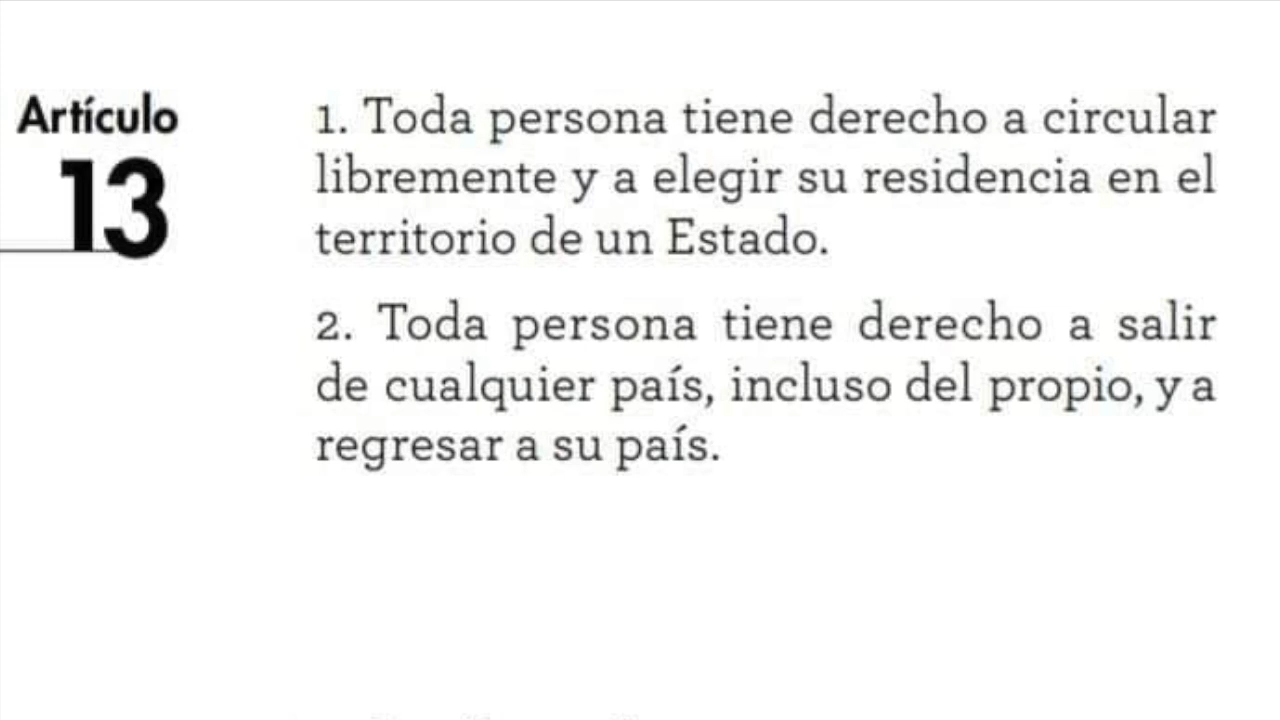 Artículo
13
1. Toda persona tiene derecho a circular
libremente y a elegir su residencia en el
territorio de un Estado.
2. Toda persona tiene derecho a salir
de cualquier país, incluso del propio, y a
regresar a su país.